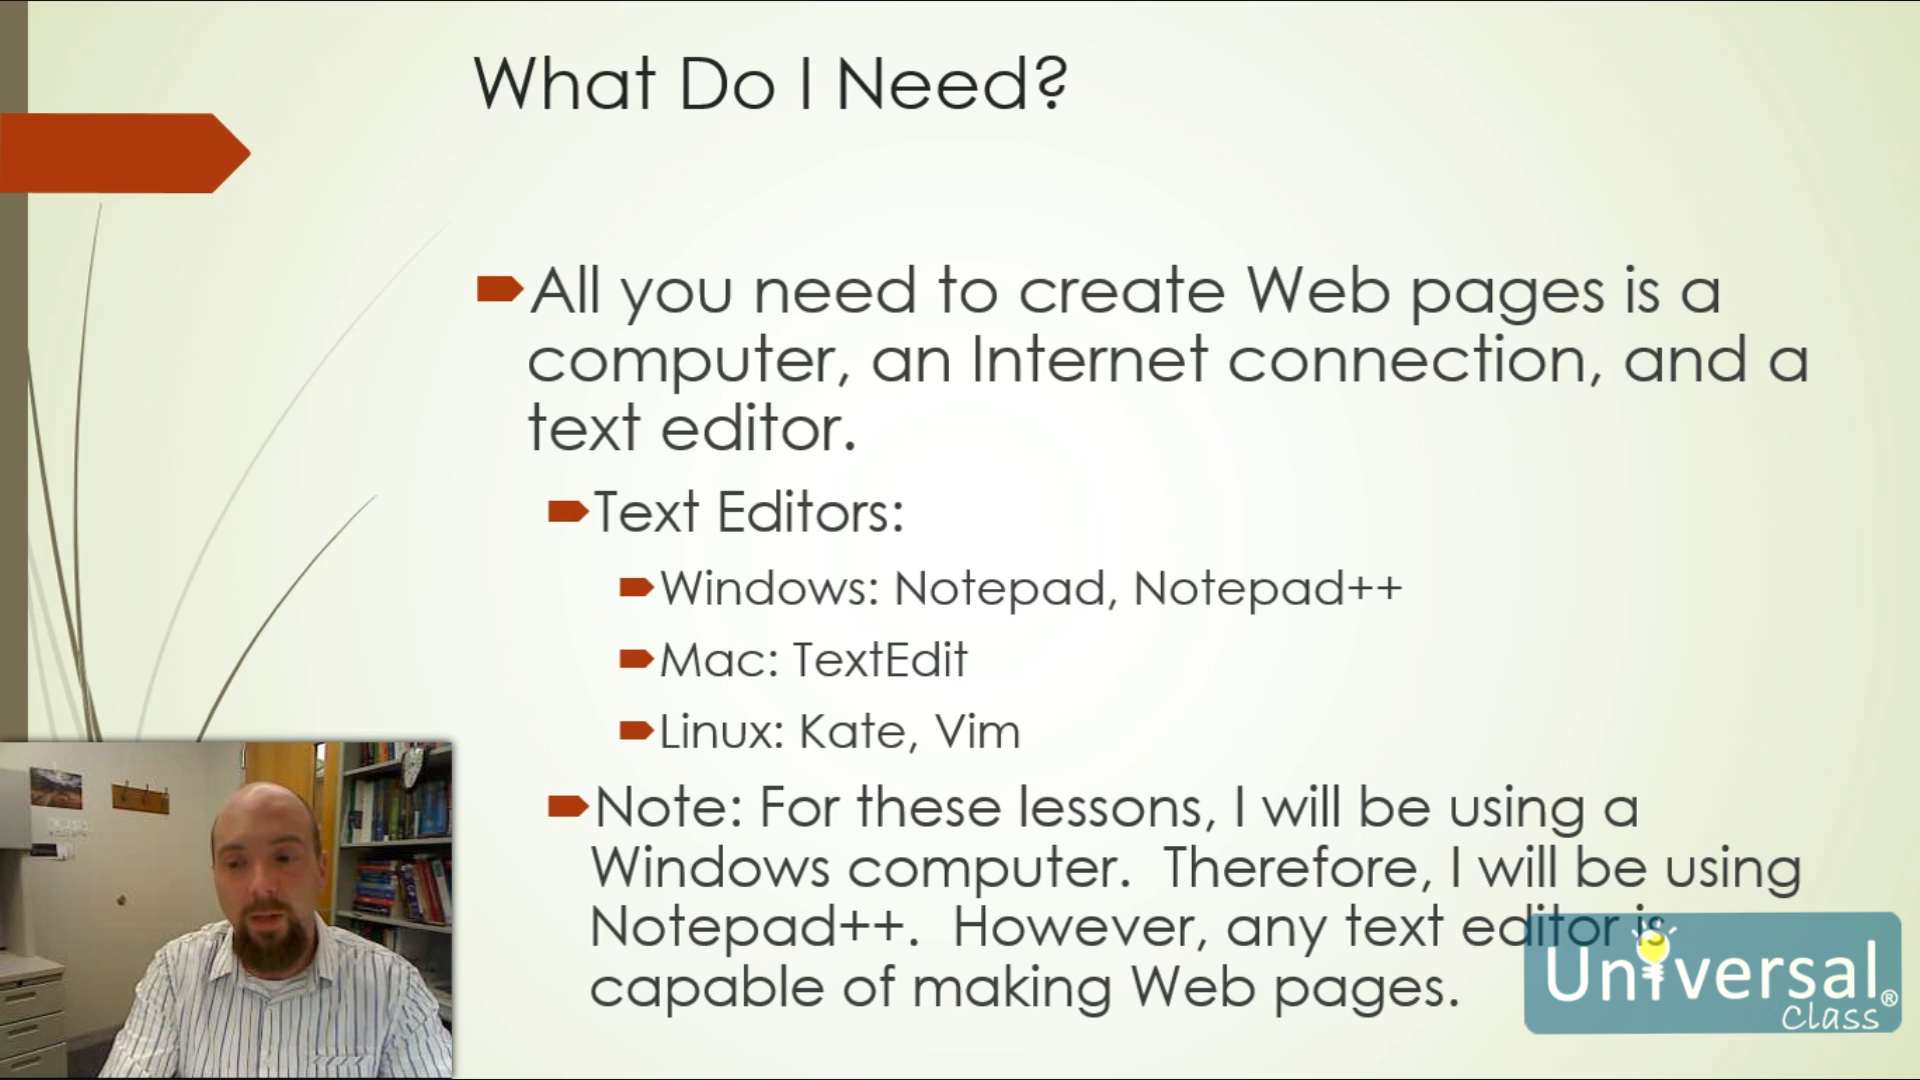 What Do I Need?
All you need to create Web pages is a
computer, an Internet connection, and a
text editor.
Text Editors:
Windows: Notepad, Notepad++
Mac: TextEdit
Linux: Kate, Vim
Note: For these lessons, I will be using a
Windows computer.  Therefore, I will be using
Notepad++.  However, any text editor is
capable of making Web pages.
Universal®
Class